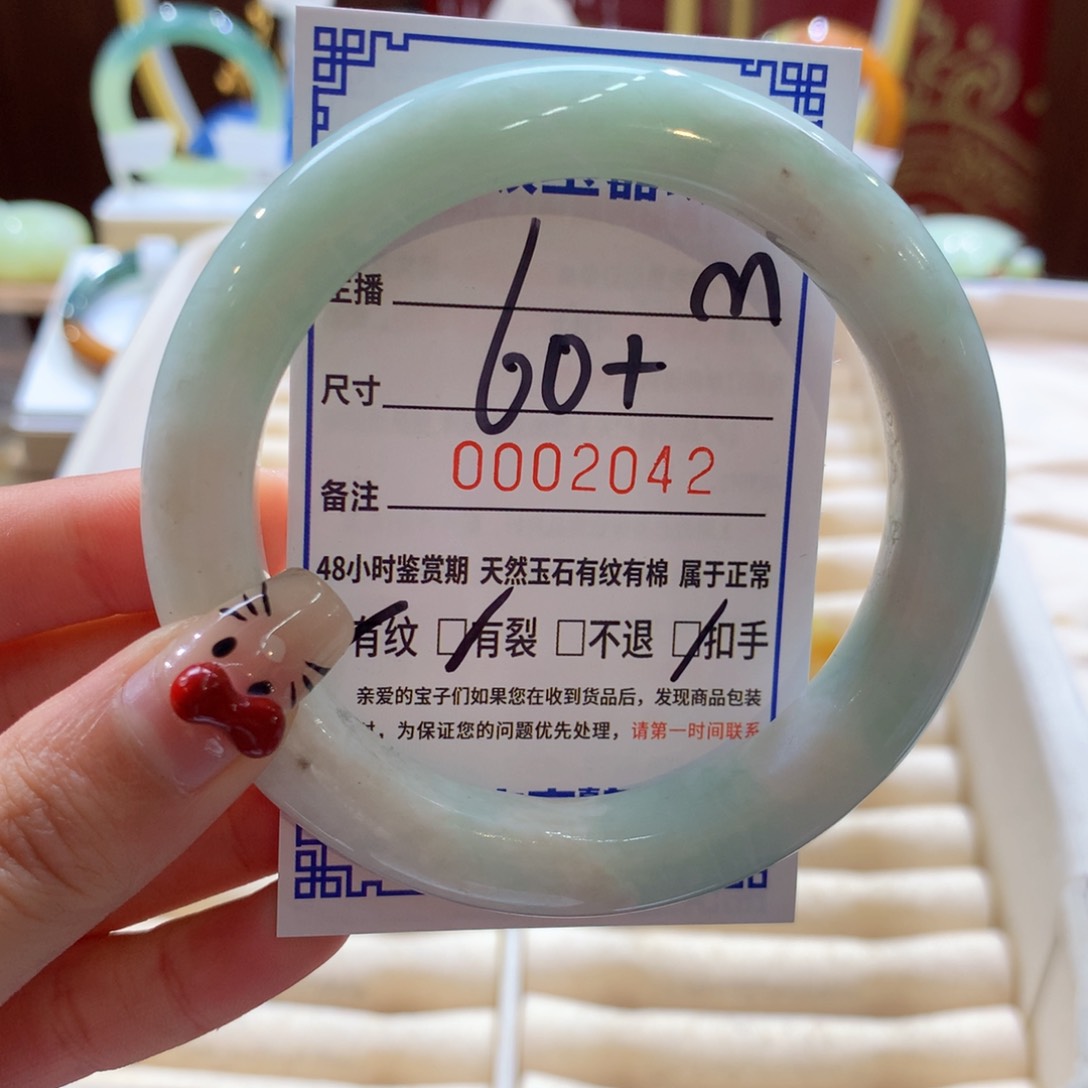 玉器
主播 m
尺寸 60+
0002042
备注
48小时鉴赏期 天然玉石有纹有棉 属于正常
有纹 □有裂 □不退 □扣手
亲爱的宝子们如果您在收到货品后，发现商品包装
时，为保证您的问题优先处理，请第一时间联系